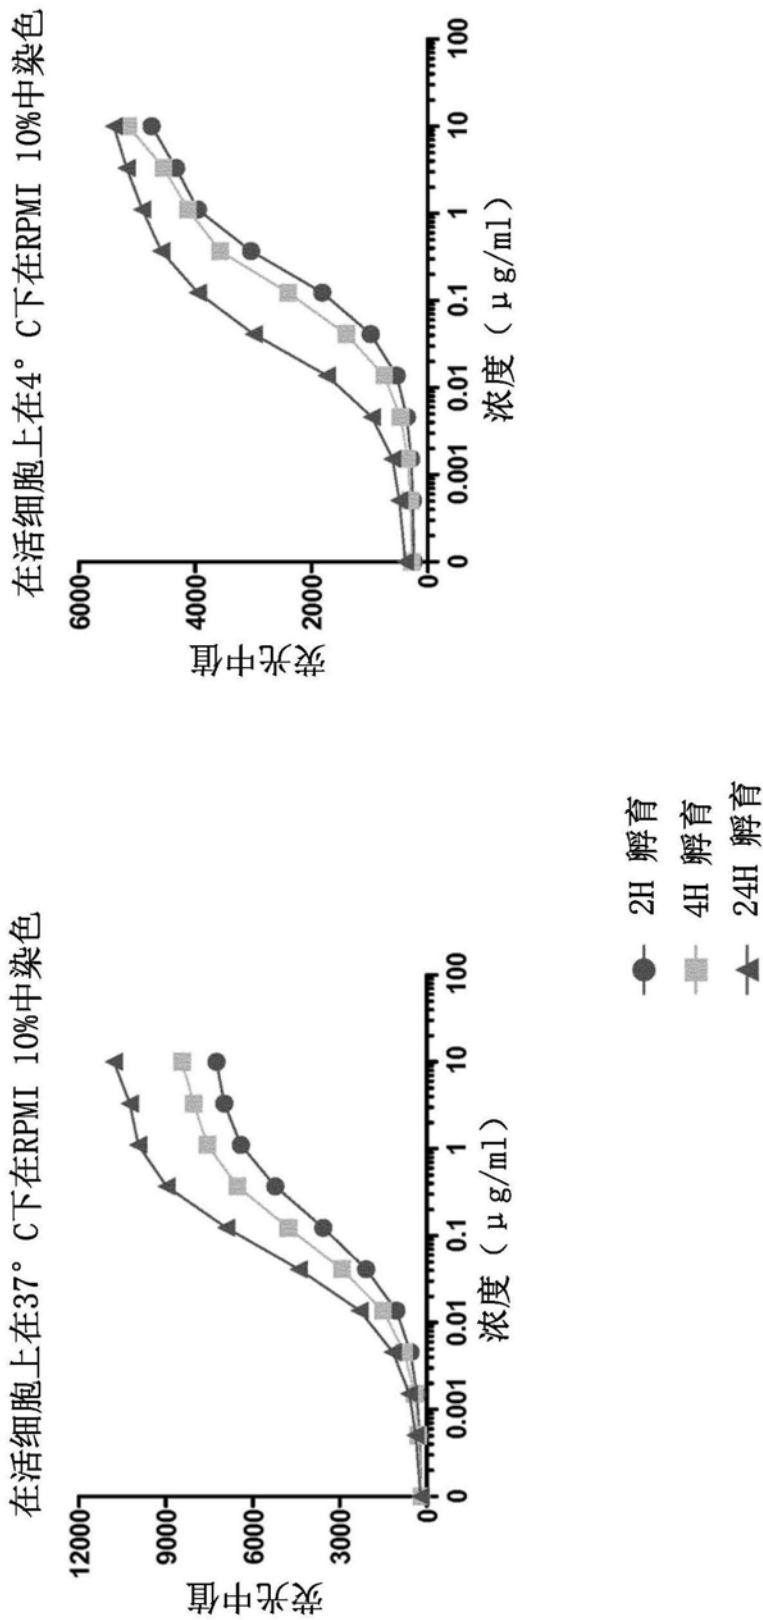 在活细胞上在37° C下在RPMI 10%中染色
荧光中值
12000
9000
6000
3000
0
0 0.001 0.01 0.1 1 10 100
浓度（μg/ml）
在活细胞上在4° C下在RPMI 10%中染色
荧光中值
6000
4000
2000
0
0 0.001 0.01 0.1 1 10 100
浓度（μg/ml）
2H 孵育
4H 孵育
24H 孵育